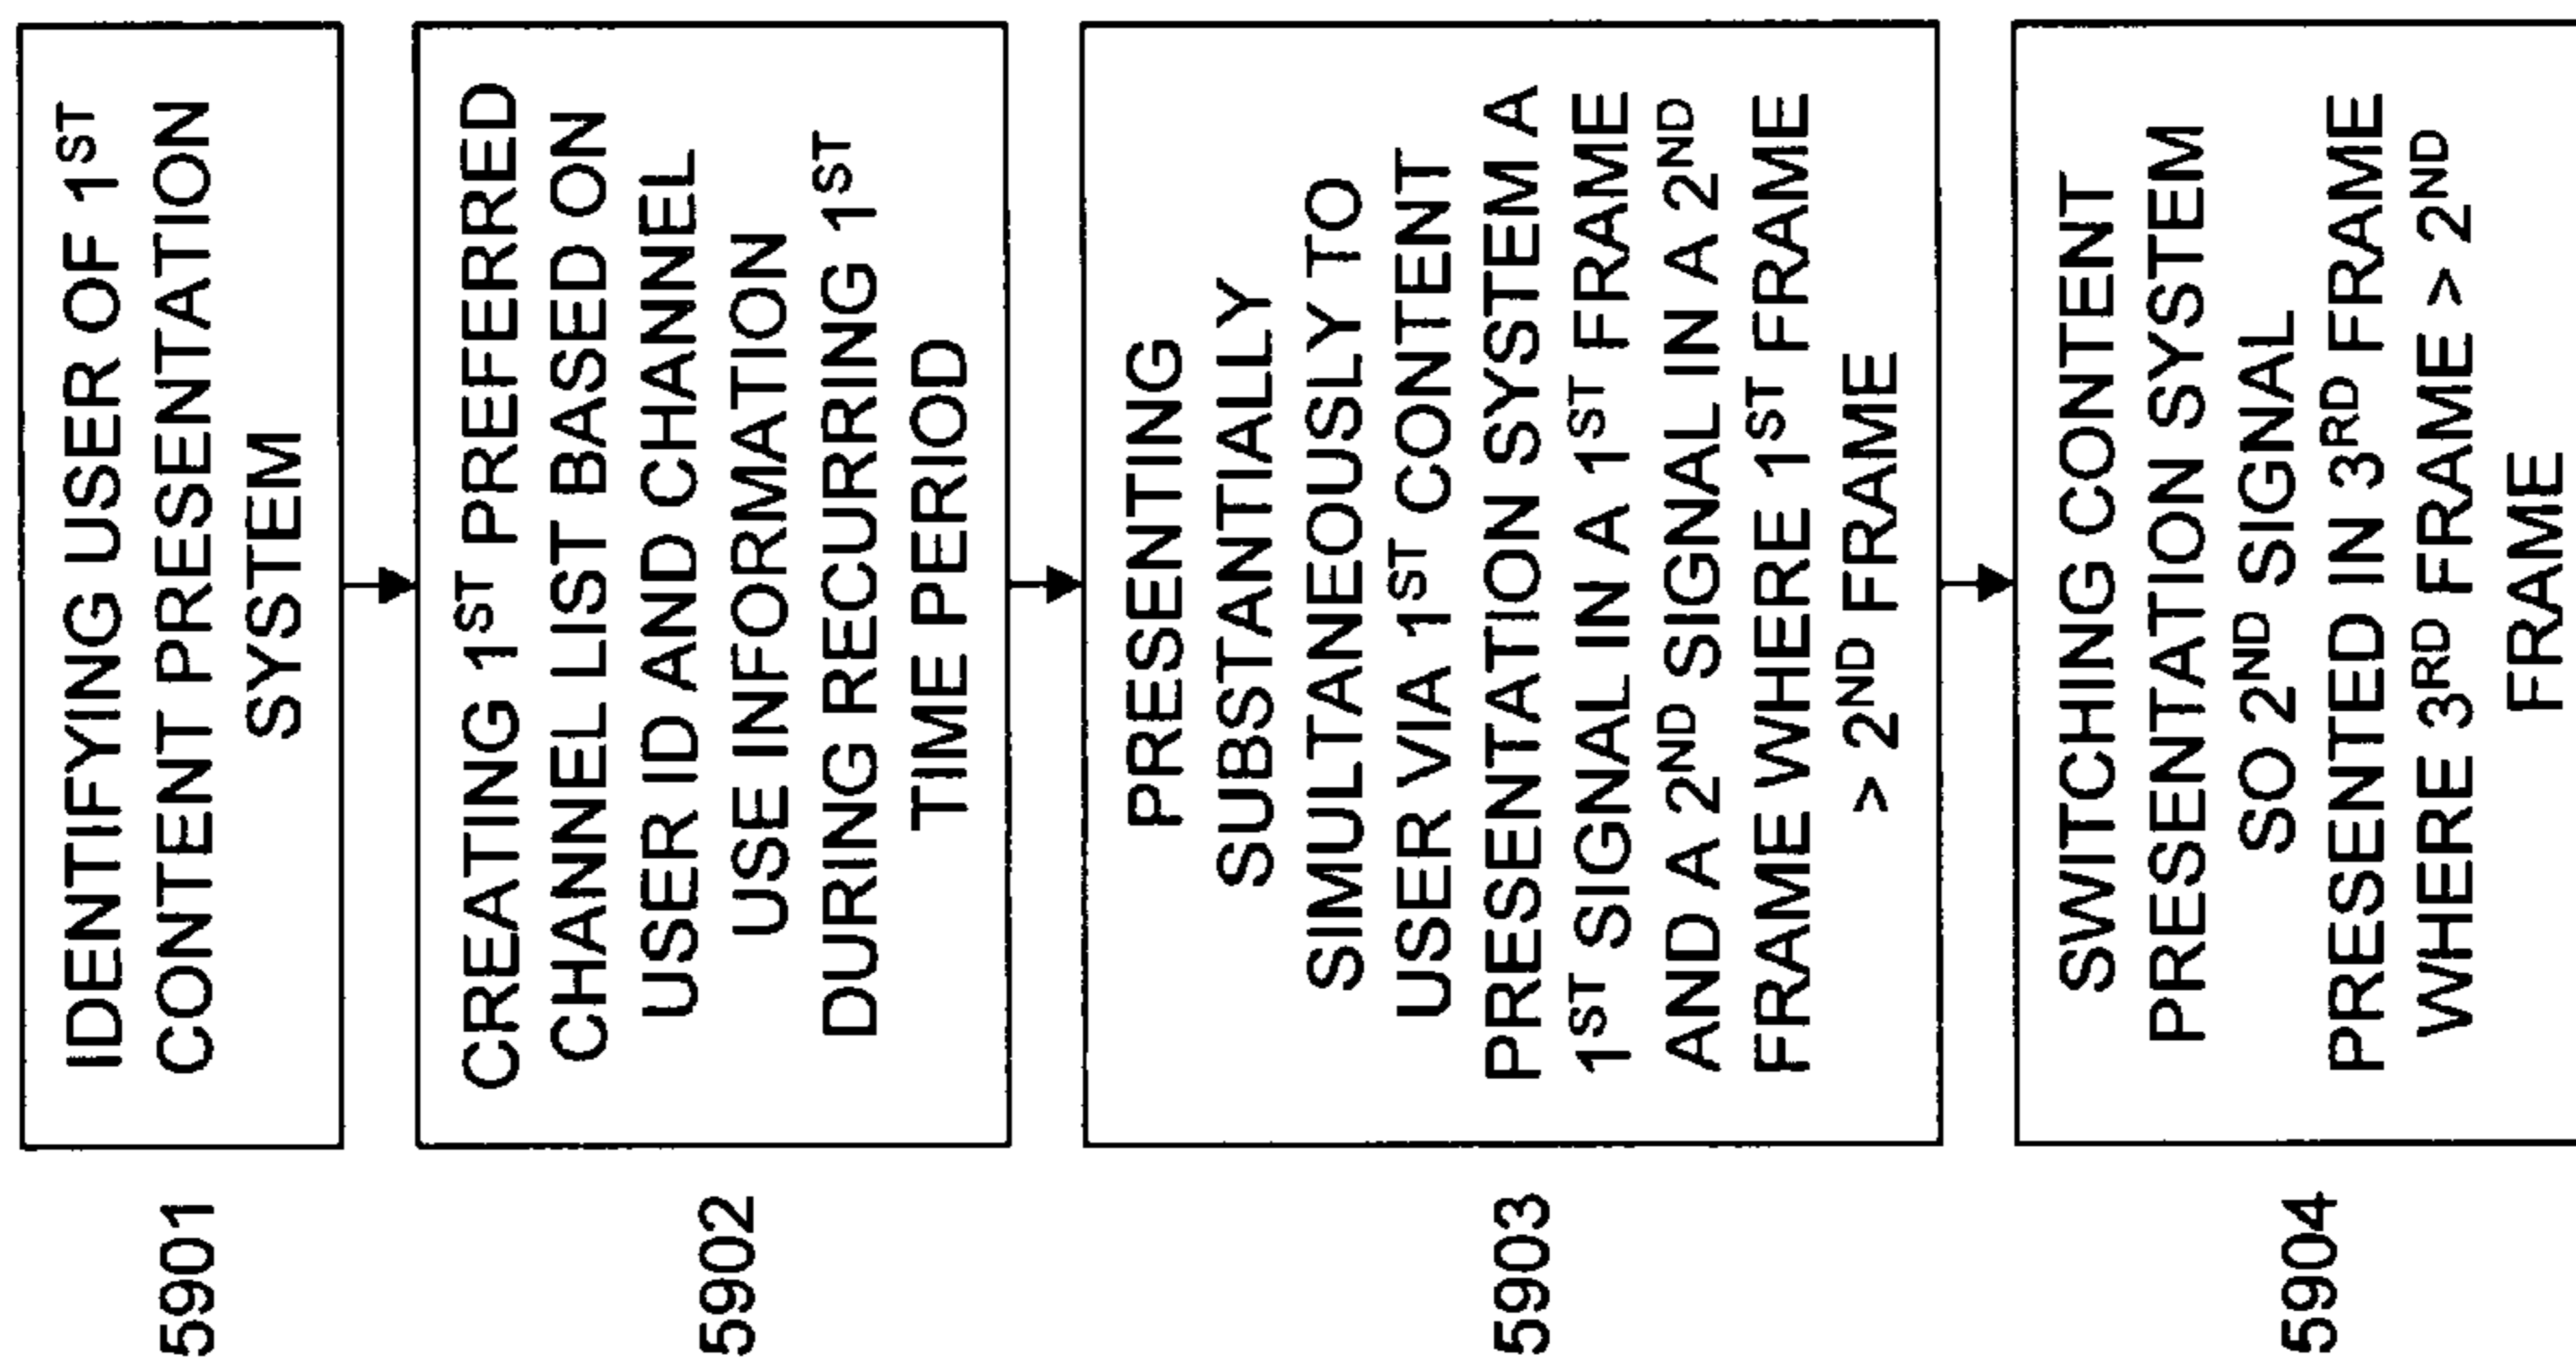 5901
IDENTIFYING USER OF 1ST
CONTENT PRESENTATION
SYSTEM
5902
CREATING 1ST PREFERRED
CHANNEL LIST BASED ON
USER ID AND CHANNEL
USE INFORMATION
DURING RECURRING 1ST
TIME PERIOD
5903
PRESENTING
SUBSTANTIALLY
SIMULTANEOUSLY TO
USER VIA 1ST CONTENT
PRESENTATION SYSTEM A
1ST SIGNAL IN A 1ST FRAME
AND A 2ND SIGNAL IN A 2ND
FRAME WHERE 1ST FRAME
> 2ND FRAME
5904
SWITCHING CONTENT
PRESENTATION SYSTEM
SO 2ND SIGNAL
PRESENTED IN 3RD FRAME
WHERE 3RD FRAME > 2ND
FRAME